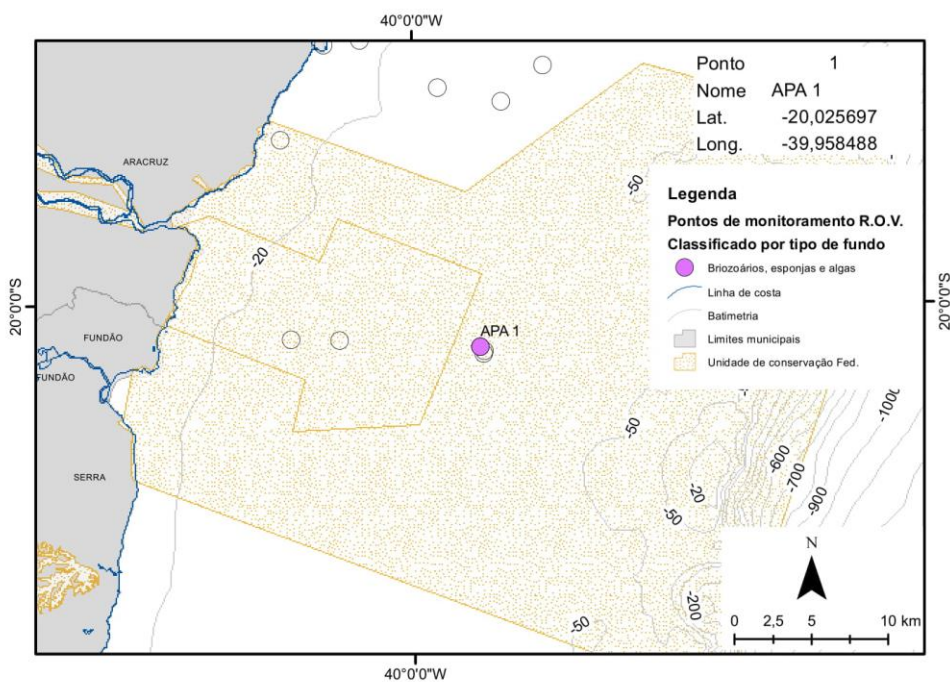 40°0'0"W
Ponto 1
Nome APA 1
Lat. -20,025697
Long. -39,958488
ARACRUZ
-50
Legenda
Pontos de monitoramento R.O.V.
Classificado por tipo de fundo
Briozoários, esponjas e algas
Linha de costa
Batimetria
Limites municipais
Unidade de conservação Fed.
-20
20°0'0"S
20°0'0"S
FUNDÃO
APA 1
FUNDÃO
-50
-1000
-600
-700
-900
-20
-50
SERRA
N
-200
-50
0 2,5 5 10 km
40°0'0"W